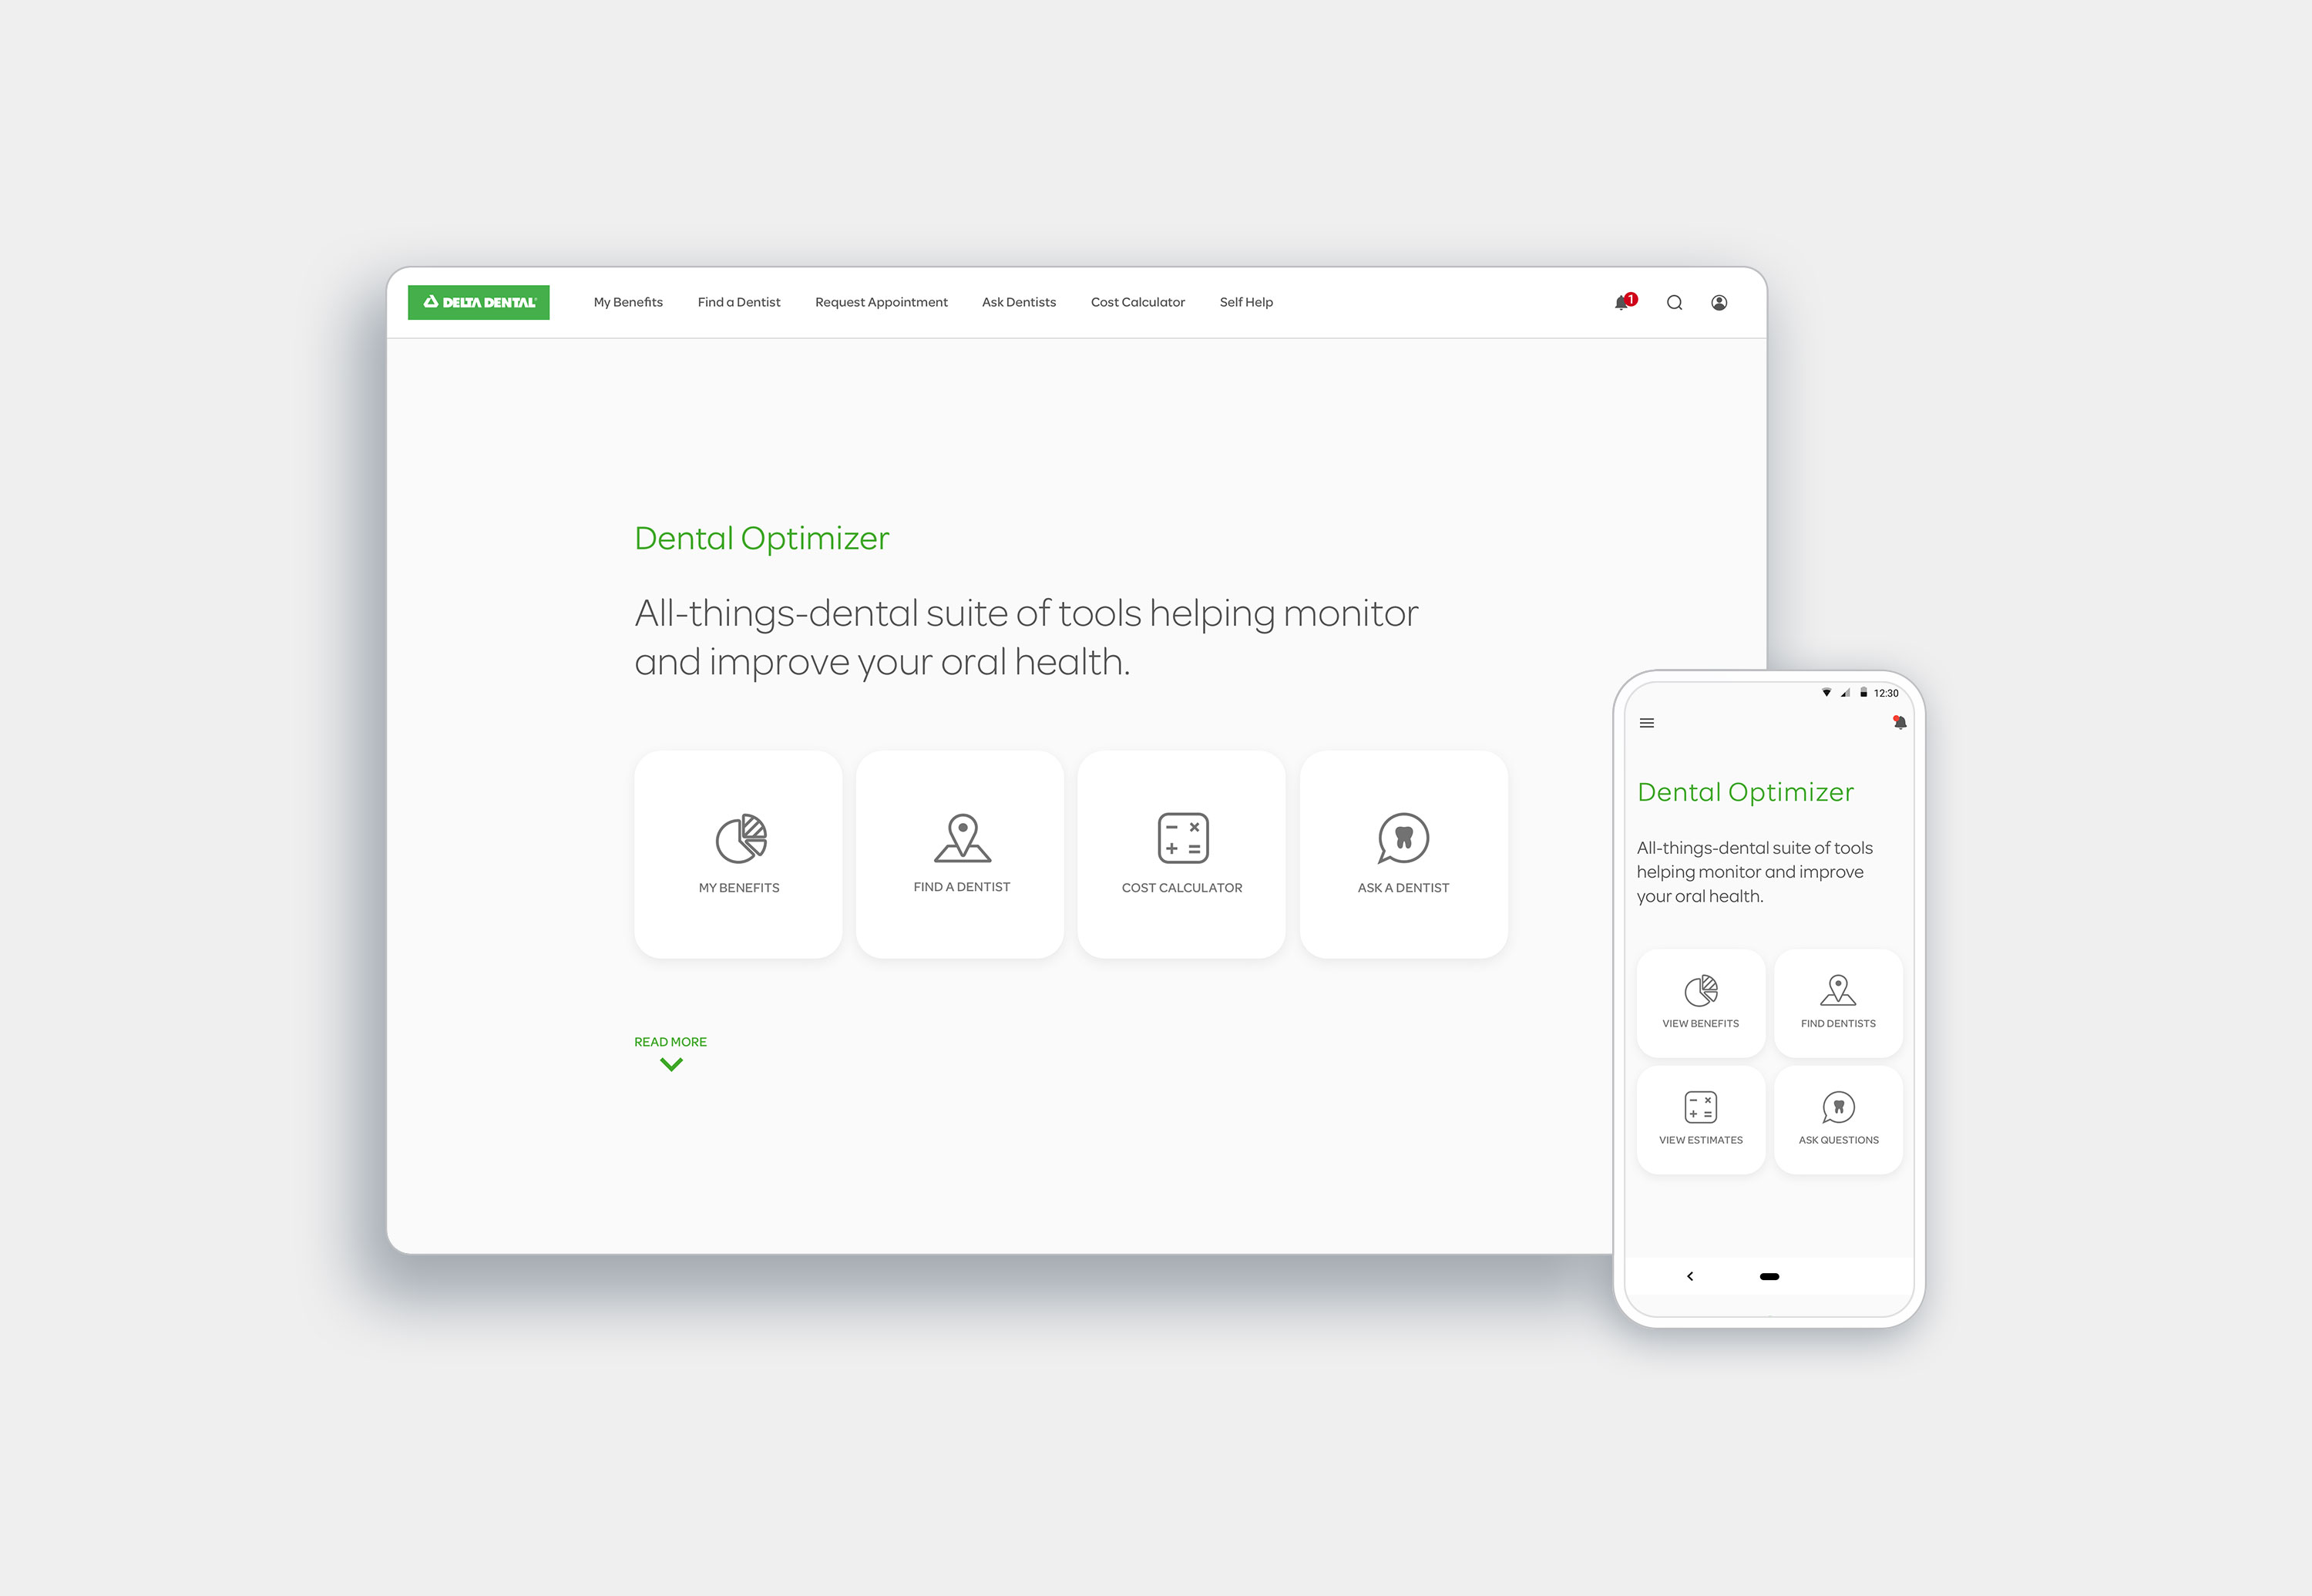 DELTA DENTAL
My Benefits
Find a Dentist
Request Appointment
Ask Dentists
Cost Calculator
Self Help
1
Dental Optimizer
All-things-dental suite of tools helping monitor
and improve your oral health.
MY BENEFITS
FIND A DENTIST
COST CALCULATOR
ASK A DENTIST
READ MORE
12:30
Dental Optimizer
All-things-dental suite of tools
helping monitor and improve
your oral health.
VIEW BENEFITS
FIND DENTISTS
VIEW ESTIMATES
ASK QUESTIONS